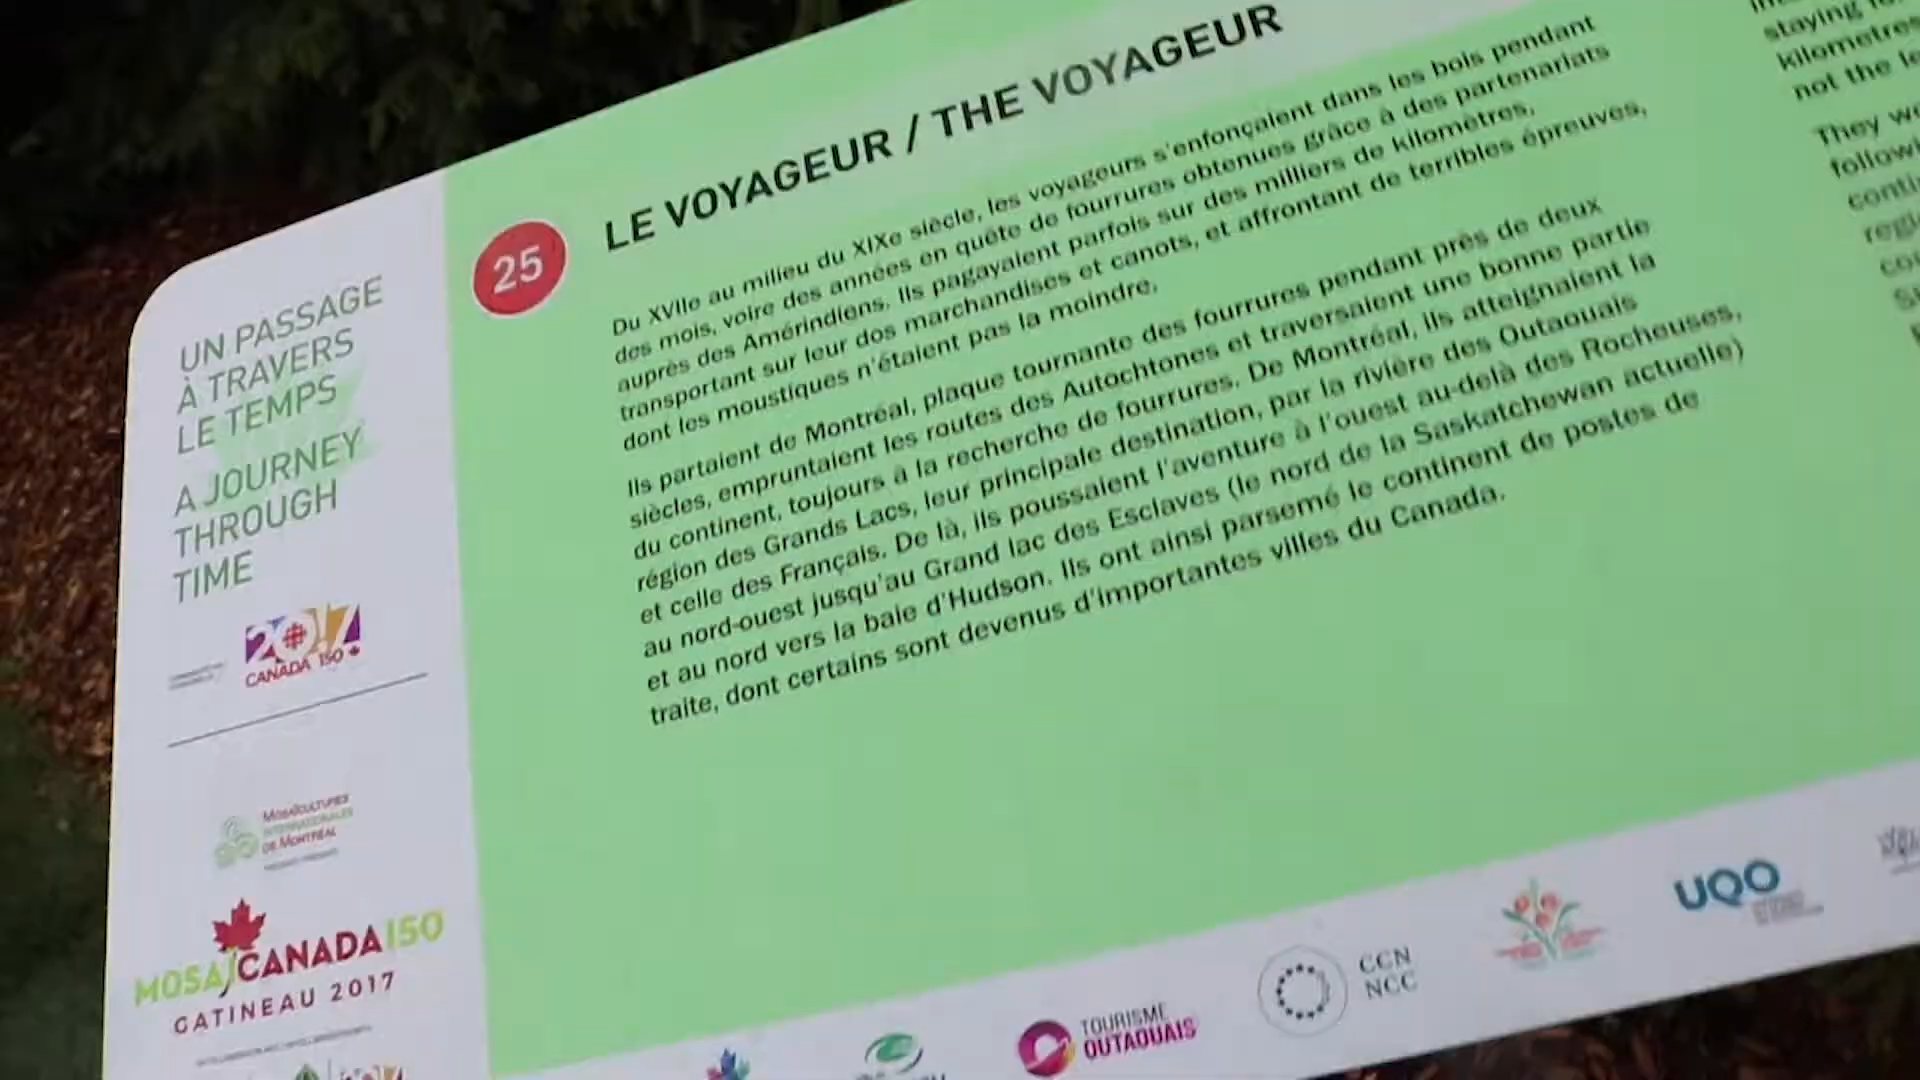 LE VOYAGEUR / THE VOYAGEUR
25
Du XVIIe au milieu du XIXe siècle, les voyageurs s'enfonçaient dans les bois pendant
des mois, voire des années en quête de fourrures obtenues grâce à des partenariats
auprès des Amérindiens. Ils pagayaient parfois sur des milliers de kilomètres,
transportant sur leur dos marchandises et canots, et affrontant de terribles épreuves,
dont les moustiques n'étaient pas la moindre.
Ils partaient de Montréal, plaque tournante des fourrures pendant près de deux
siècles, empruntaient les routes des Autochtones et traversaient une bonne partie
du continent, toujours à la recherche de fourrures. De Montréal, ils atteignaient la
région des Grands Lacs, leur principale destination, par la rivière des Outaouais
et celle des Français. De là, ils poussaient l'aventure à l'ouest au-delà des Rocheuses,
au nord-ouest jusqu'au Grand lac des Esclaves (le nord de la Saskatchewan actuelle)
et au nord vers la baie d'Hudson. Ils ont ainsi parsemé le continent de postes de
traite, dont certains sont devenus d'importantes villes du Canada.
staying
kilometres
not the
They
UN PASSAGE
À TRAVERS
LE TEMPS
A JOURNEY
THROUGH
TIME
2017
CANADA 150
MOSAÏCULTURES
INTERNATIONALES
DE MONTRÉAL
MOSAÏCANADA150
GATINEAU 2017
TOURISME
OUTAOUAIS
CCN
NCC
UQO